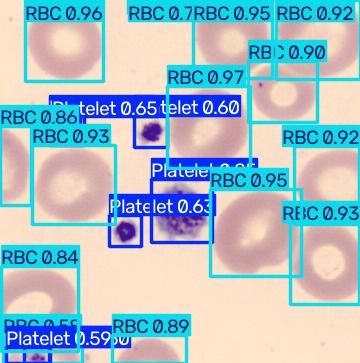 RBC 0.96
RBC 0.7
RBC 0.95
RBC 0.92
RBC 0.90
RBC 0.97
Platelet 0.65
telet 0.60
RBC 0.86
RBC 0.93
RBC 0.92
Platele
RBC 0.95
Platelet 0.63
RBC 0.93
RBC 0.84
RBC 0.89
Platelet 0.59